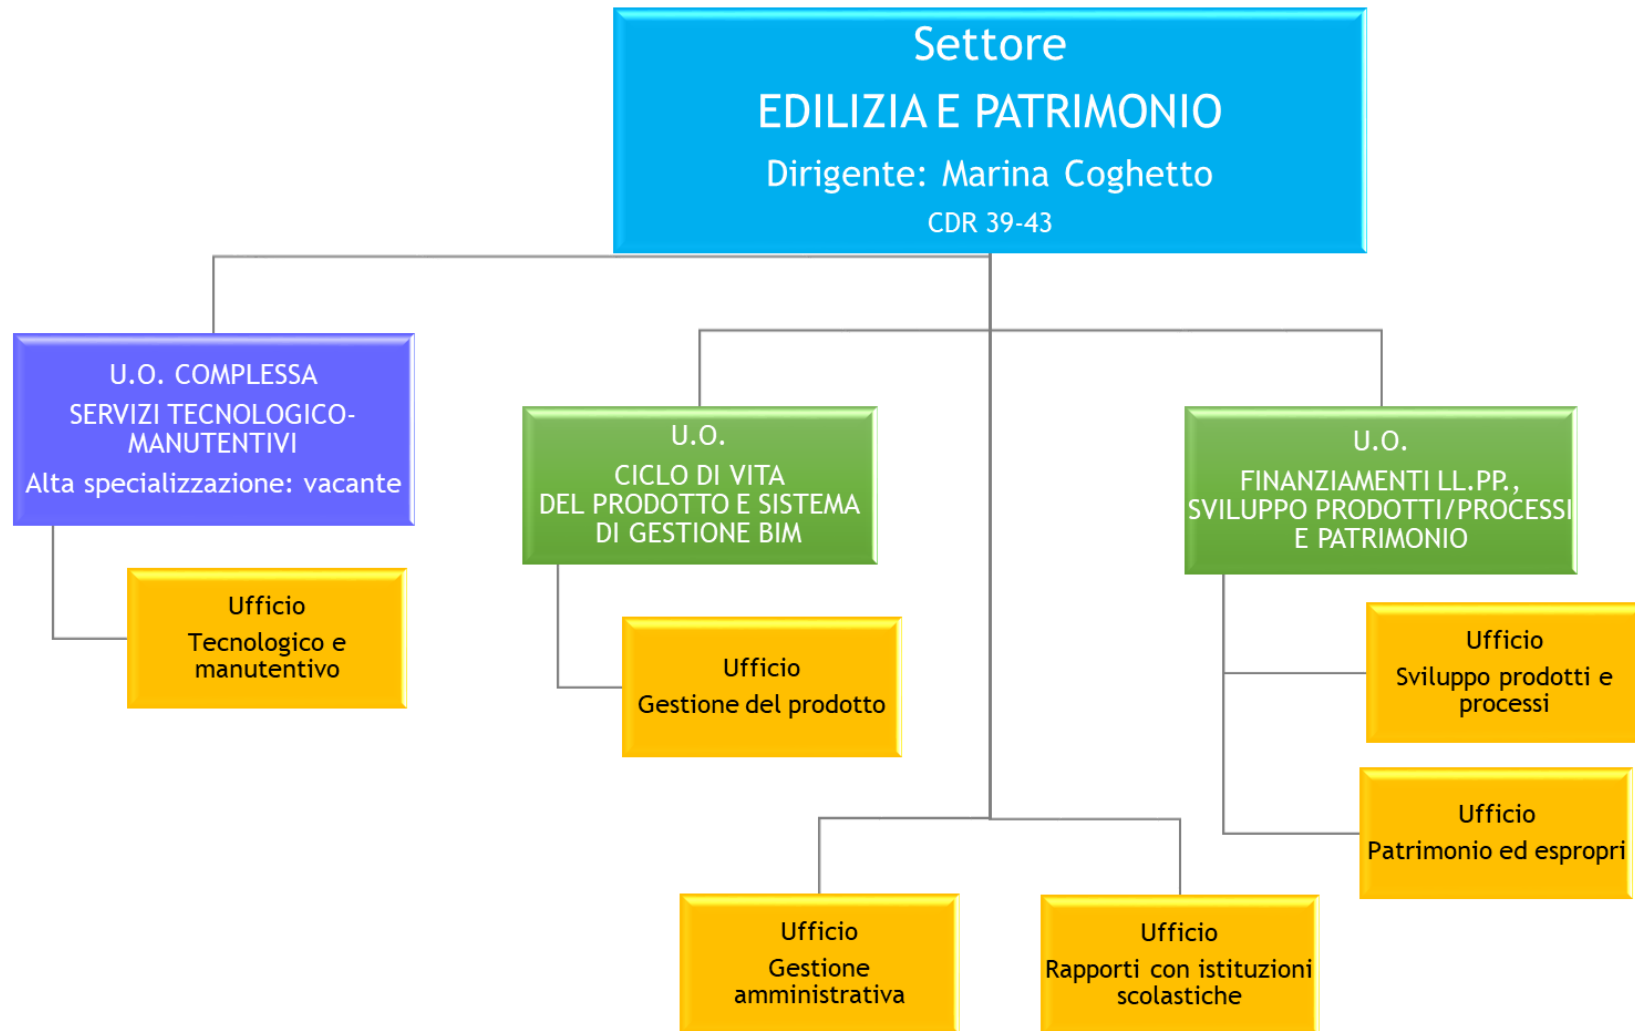 Settore
EDILIZIA E PATRIMONIO
Dirigente: Marina Coghetto
CDR 39-43
U.O. COMPLESSA
SERVIZI TECNOLOGICO-
MANUTENTIVI
Alta specializzazione: vacante
U.O.
CICLO DI VITA
DEL PRODOTTO E SISTEMA
DI GESTIONE BIM
U.O.
FINANZIAMENTI LL.PP.,
SVILUPPO PRODOTTI/PROCESSI
E PATRIMONIO
Ufficio
Tecnologico e
manutentivo
Ufficio
Gestione del prodotto
Ufficio
Sviluppo prodotti e
processi
Ufficio
Patrimonio ed espropri
Ufficio
Gestione
amministrativa
Ufficio
Rapporti con istituzioni
scolastiche